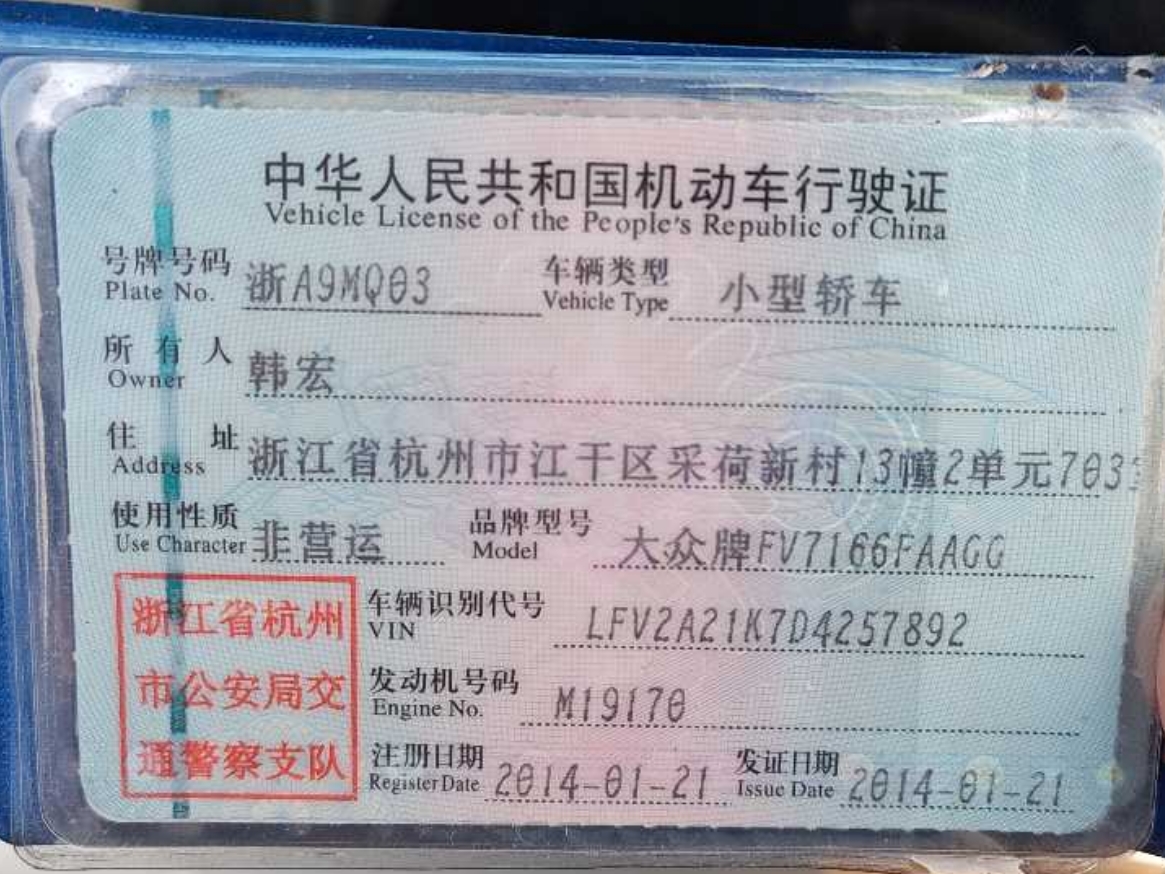 中华人民共和国机动车行驶证
Vehicle License of the People's Republic of China
号牌号码 浙A9MQ03 车辆类型 小型轿车
Plate No. Vehicle Type
所有人 韩宏
Owner
住址 浙江省杭州市江干区采荷新村13幢2单元703
Address
使用性质 非营运 品牌型号 大众牌FV7166FAAGG
Use Character Model
浙江省杭州
市公安局交
通警察支队
车辆识别代号 LFV2A21K7D4257892
VIN
发动机号码 M19170
Engine No.
注册日期 2014-01-21 发证日期 2014-01-21
Register Date Issue Date